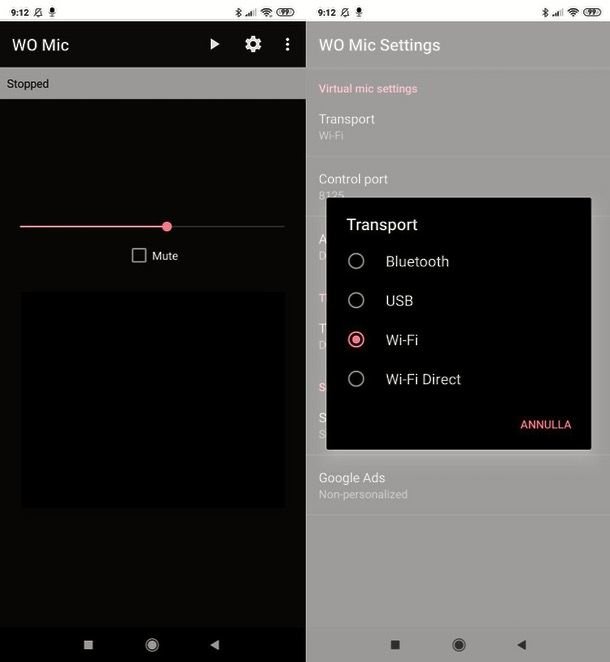 9:12
99
WO Mic
Stopped
Mute
9:12
99
WO Mic Settings
Virtual mic settings
Transport
Wi-Fi
Control port
8125
A
D
Transport
Bluetooth
USB
Wi-Fi
Wi-Fi Direct
T
T
D
S
S
S
ANNULLA
Google Ads
Non-personalized